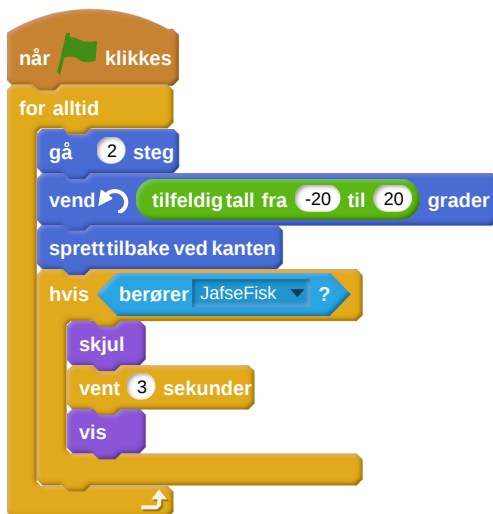 når klikkes
for alltid
gå 2 steg
vend tilfeldig tall fra -20 til 20 grader
sprett tilbake ved kanten
hvis berører JafseFisk ?
skjul
vent 3 sekunder
vis